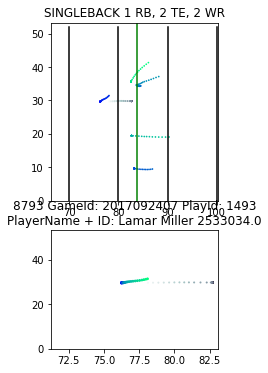 SINGLEBACK 1 RB, 2 TE, 2 WR
50
40
30
20
10
0
70 80 90 100
8793 GameId: 2017092407 PlayId: 1493
PlayerName + ID: Lamar Miller 2533034.0
40
20
0
72.5 75.0 77.5 80.0 82.5